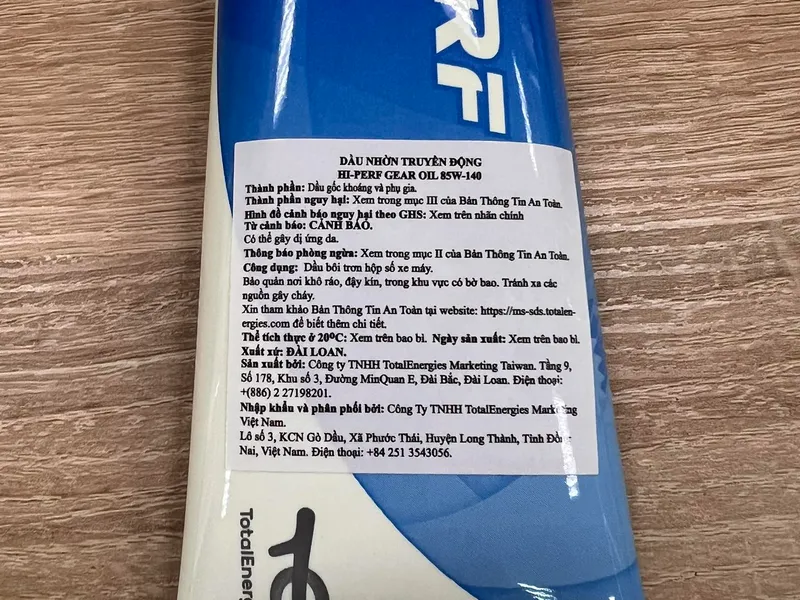 RF
DẦU NHỜN TRUYỀN ĐỘNG
HI-PERF GEAR OIL 85W-140
Thành phần: Dầu gốc khoáng và phụ gia.
Thành phần nguy hại: Xem trong mục III của Bản Thông Tin An Toàn.
Hình đồ cảnh báo nguy hại theo GHS: Xem trên nhãn chính
Từ cảnh báo: CẢNH BÁO.
Có thể gây dị ứng da.
Thông báo phòng ngừa: Xem trong mục II của Bản Thông Tin An Toàn.
Công dụng: Dầu bôi trơn hộp số xe máy.
Bảo quản nơi khô ráo, đậy kín, trong khu vực có bờ bao. Tránh xa các
nguồn gây cháy.
Xin tham khảo Bản Thông Tin An Toàn tại website: https://ms-sds.totalen-
ergies.com để biết thêm chi tiết.
Thể tích thực ở 20ºC: Xem trên bao bì. Ngày sản xuất: Xem trên bao bì.
Xuất xứ: ĐÀI LOAN.
Sản xuất bởi: Công ty TNHH TotalEnergies Marketing Taiwan. Tầng 9,
Số 178, Khu số 3, Đường MinQuan E, Đài Bắc, Đài Loan. Điện thoại:
+(886) 2 27198201.
Nhập khẩu và phân phối bởi: Công Ty TNHH TotalEnergies Marketing
Việt Nam.
Lô số 3, KCN Gò Dầu, Xã Phước Thái, Huyện Long Thành, Tỉnh Đồng
Nai, Việt Nam. Điện thoại: +84 251 3543056.
TotalEnerg